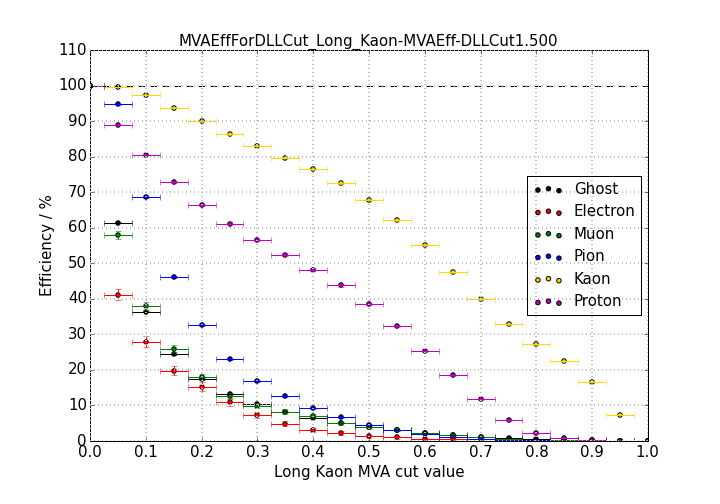 MVAEffForDLLCut_Long_Kaon-MVAEff-DLLCut1.500
110
100
90
80
70
60
50
40
30
20
10
0
Efficiency / %
Ghost
Electron
Muon
Pion
Kaon
Proton
0.0 0.1 0.2 0.3 0.4 0.5 0.6 0.7 0.8 0.9 1.0
Long Kaon MVA cut value